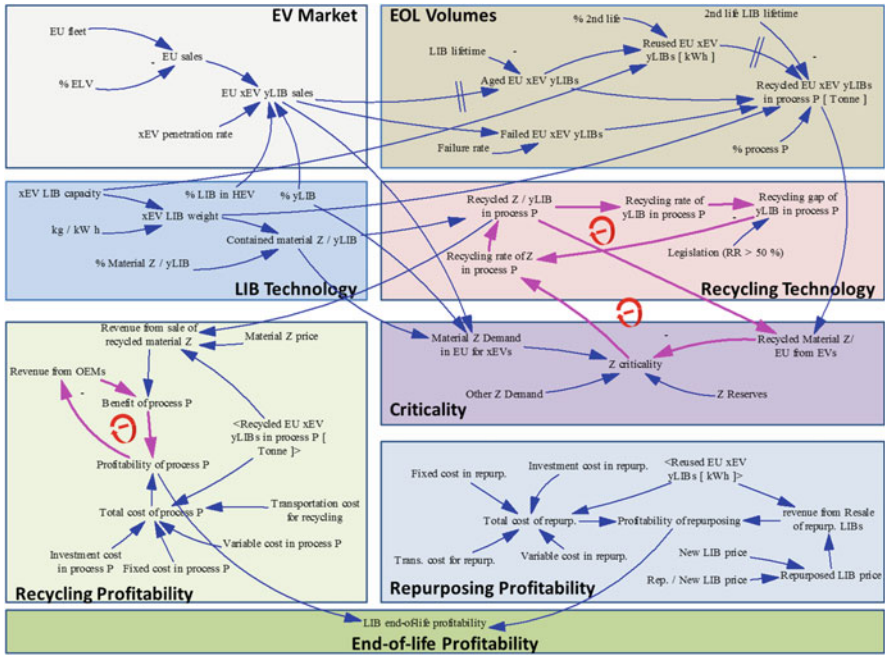 EV Market
EU fleet
EU sales
-
% ELV
EU xEV yLIB sales
xEV penetration rate
EOL Volumes
% 2nd life
2nd life LIB lifetime
LIB lifetime
-
Reused EU xEV
yLIBs [ kWh ]
-
Aged EU xEV yLIBs
Recycled EU xEV yLIBs
in process P [ Tonne ]
Failed EU xEV yLIBs
Failure rate
% process P
xEV LIB capacity
% LIB in HEV
% yLIB
xEV LIB weight
kg / kW h
Contained material Z / yLIB
% Material Z / yLIB
LIB Technology
Recycled Z / yLIB
in process P
Recycling rate of
yLIB in process P
Recycling gap of
yLIB in process P
-
Legislation (RR > 50 %)
Recycling rate of Z
in process P
Recycling Technology
Material Z Demand
in EU for xEVs
-
Recycled Material Z/
EU from EVs
Z criticality
Other Z Demand
Z Reserves
Criticality
Revenue from sale of
recycled material Z
Material Z price
Revenue from OEMs
-
Benefit of process P
<Recycled EU xEV
yLIBs in process P [
Tonne ]>
Profitability of process P
Total cost of process P
Transportation cost
for recycling
Variable cost in process P
Investment cost
in process P
Fixed cost in process P
Recycling Profitability
Fixed cost in repurp.
Investment cost in repurp.
<Reused EU xEV
yLIBs [ kWh ]>
Total cost of repurp.
Profitability of repurposing
revenue from Resale
of repurp. LIBs
Trans. cost for repurp.
Variable cost in repurp.
New LIB price
Rep. / New LIB price
Repurposed LIB price
Repurposing Profitability
LIB end-of-life profitability
End-of-life Profitability